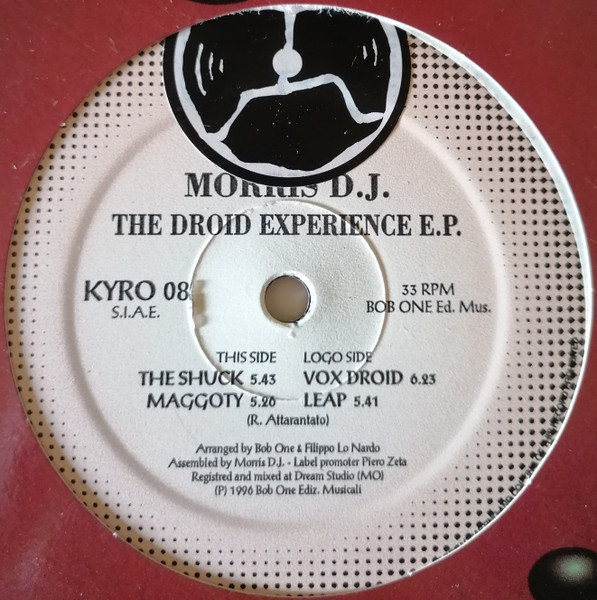 MORRIS D.J.
THE DROID EXPERIENCE E.P.
KYRO 08
S.I.A.E.
33 RPM
BOB ONE Ed. Mus.
THIS SIDE LOGO SIDE
THE SHUCK 5.43 VOX DROID 6.23
MAGGOTY 5.26 LEAP 5.41
(R. Attarantato)
Arranged by Bob One & Filippo Lo Nardo
Assembled by Morris D.J. - Label promoter Piero Zeta
Registred and mixed at Dream Studio (MO)
(P) 1996 Bob One Ediz. Musicali